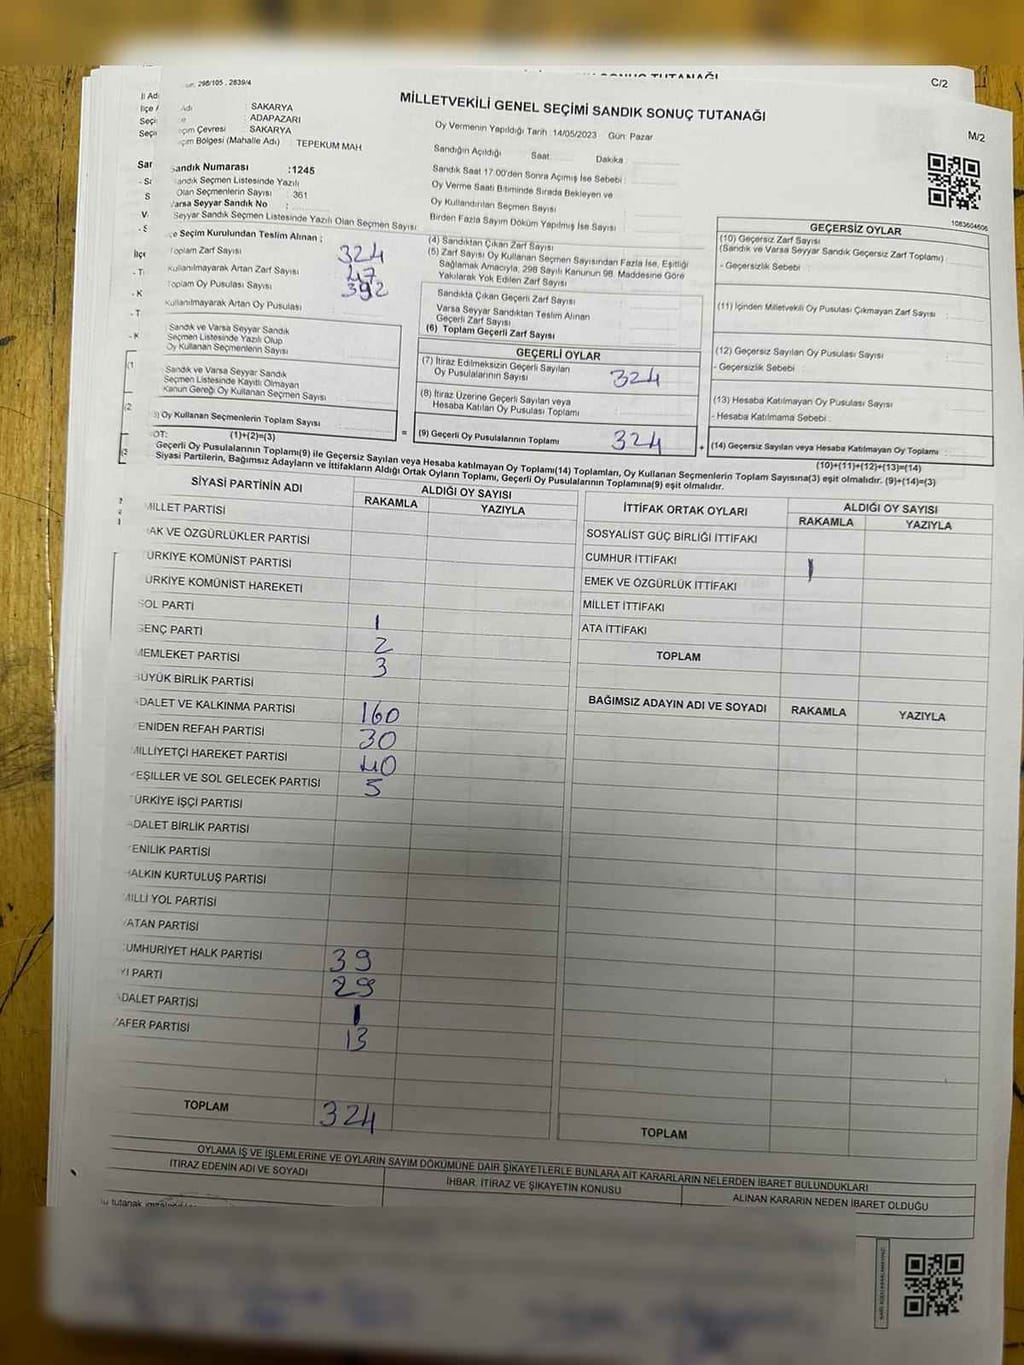 C/2
298/105 . 2839/4
MİLLETVEKİLİ GENEL SEÇİMİ SANDIK SONUÇ TUTANAĞI
M/2
İl Adı
İlçe
Adı : SAKARYA
: ADAPAZARI
Çevresi : SAKARYA
Bölgesi (Mahalle Adı) : TEPEKUM MAH
Oy Vermenin Yapıldığı Tarih :14/05/2023 Gün: Pazar
Sandığın Açıldığı Saat Dakika :
Sandık Saat 17.00'den Sonra Açımış İse Sebebi :
Oy Verme Saati Bitiminde Sırada Bekleyen ve
Oy Kullandırılan Seçmen Sayısı :
Birden Fazla Sayım Döküm Yapılmış İse Sayısı :
1083604606
Sandık Numarası :1245
Sandık Seçmen Listesinde Yazılı
Olan Seçmenlerin Sayısı : 361
Varsa Seyyar Sandık No :
Seyyar Sandık Seçmen Listesinde Yazılı Olan Seçmen Sayısı
Seçim Kurulundan Teslim Alınan ;
Toplam Zarf Sayısı 324
Kullanılmayarak Artan Zarf Sayısı 47
Toplam Oy Pusulası Sayısı 392
Kullanılmayarak Artan Oy Pusulası
Sandık ve Varsa Seyyar Sandık
Seçmen Listesinde Yazılı Olup
Oy Kullanan Seçmenlerin Sayısı
Sandık ve Varsa Seyyar Sandık
Seçmen Listesinde Kayıtlı Olmayan
Kanun Gereği Oy Kullanan Seçmen Sayısı
Oy Kullanan Seçmenlerin Toplam Sayısı
(1)+(2)=(3)
(4) Sandıktan Çıkan Zarf Sayısı
(5) Zarf Sayısı Oy Kullanan Seçmen Sayısından Fazla İse, Eşitliği
Sağlamak Amacıyla, 298 Sayılı Kanunun 98. Maddesine Göre
Yakılarak Yok Edilen Zarf Sayısı
Sandıkta Çıkan Geçerli Zarf Sayısı
Varsa Seyyar Sandıktan Teslim Alınan
Geçerli Zarf Sayısı
(6) Toplam Geçerli Zarf Sayısı
GEÇERLİ OYLAR
(7) İtiraz Edilmeksizin Geçerli Sayılan
Oy Pusulalarının Sayısı 324
(8) İtiraz Üzerine Geçerli Sayılan veya
Hesaba Katılan Oy Pusulası Toplamı
= (9) Geçerli Oy Pusulalarının Toplamı 324 +
GEÇERSİZ OYLAR
(10) Geçersiz Zarf Sayısı
(Sandık ve Varsa Seyyar Sandık Geçersiz Zarf Toplamı) :
- Geçersizlik Sebebi :
(11) İçinden Milletvekili Oy Pusulası Çıkmayan Zarf Sayısı :
(12) Geçersiz Sayılan Oy Pusulası Sayısı :
- Geçersizlik Sebebi
(13) Hesaba Katılmayan Oy Pusulası Sayısı
- Hesaba Katılmama Sebebi :
(14) Geçersiz Sayılan veya Hesaba Katılmayan Oy Toplamı :
(10)+(11)+(12)+(13)=(14)
NOT:
Geçerli Oy Pusulalarının Toplamı(9) ile Geçersiz Sayılan veya Hesaba katılmayan Oy Toplamı(14) Toplamları, Oy Kullanan Seçmenlerin Toplam Sayısına(3) eşit olmalıdır. (9)+(14)=(3)
Siyasi Partilerin, Bağımsız Adayların ve İttifakların Aldığı Ortak Oyların Toplamı, Geçerli Oy Pusulalarının Toplamına(9) eşit olmalıdır.
SİYASİ PARTİNİN ADI ALDIĞI OY SAYISI
RAKAMLA YAZIYLA
MİLLET PARTİSİ
HAK VE ÖZGÜRLÜKLER PARTİSİ
TÜRKİYE KOMÜNİST PARTİSİ
TÜRKİYE KOMÜNİST HAREKETİ
SOL PARTİ
GENÇ PARTİ 1
MEMLEKET PARTİSİ 2
BÜYÜK BİRLİK PARTİSİ 3
ADALET VE KALKINMA PARTİSİ 160
YENİDEN REFAH PARTİSİ 30
MİLLİYETÇİ HAREKET PARTİSİ 40
YEŞİLLER VE SOL GELECEK PARTİSİ 5
TÜRKİYE İŞÇİ PARTİSİ
ADALET BİRLİK PARTİSİ
YENİLİK PARTİSİ
HALKIN KURTULUŞ PARTİSİ
MİLLİ YOL PARTİSİ
VATAN PARTİSİ
CUMHURİYET HALK PARTİSİ 39
İYİ PARTİ 29
ADALET PARTİSİ 1
ZAFER PARTİSİ 13
TOPLAM 324
İTTİFAK ORTAK OYLARI ALDIĞI OY SAYISI
RAKAMLA YAZIYLA
SOSYALİST GÜÇ BİRLİĞİ İTTİFAKI
CUMHUR İTTİFAKI 1
EMEK VE ÖZGÜRLÜK İTTİFAKI
MİLLET İTTİFAKI
ATA İTTİFAKI
TOPLAM
BAĞIMSIZ ADAYIN ADI VE SOYADI RAKAMLA YAZIYLA
TOPLAM
OYLAMA İŞ VE İŞLEMLERİNE VE OYLARIN SAYIM DÖKÜMÜNE DAİR ŞİKAYETLERLE BUNLARA AİT KARARLARIN NELERDEN İBARET BULUNDUKLARI
İTİRAZ EDENİN ADI VE SOYADI İHBAR, İTİRAZ VE ŞİKAYETİN KONUSU ALINAN KARARIN NEDEN İBARET OLDUĞU